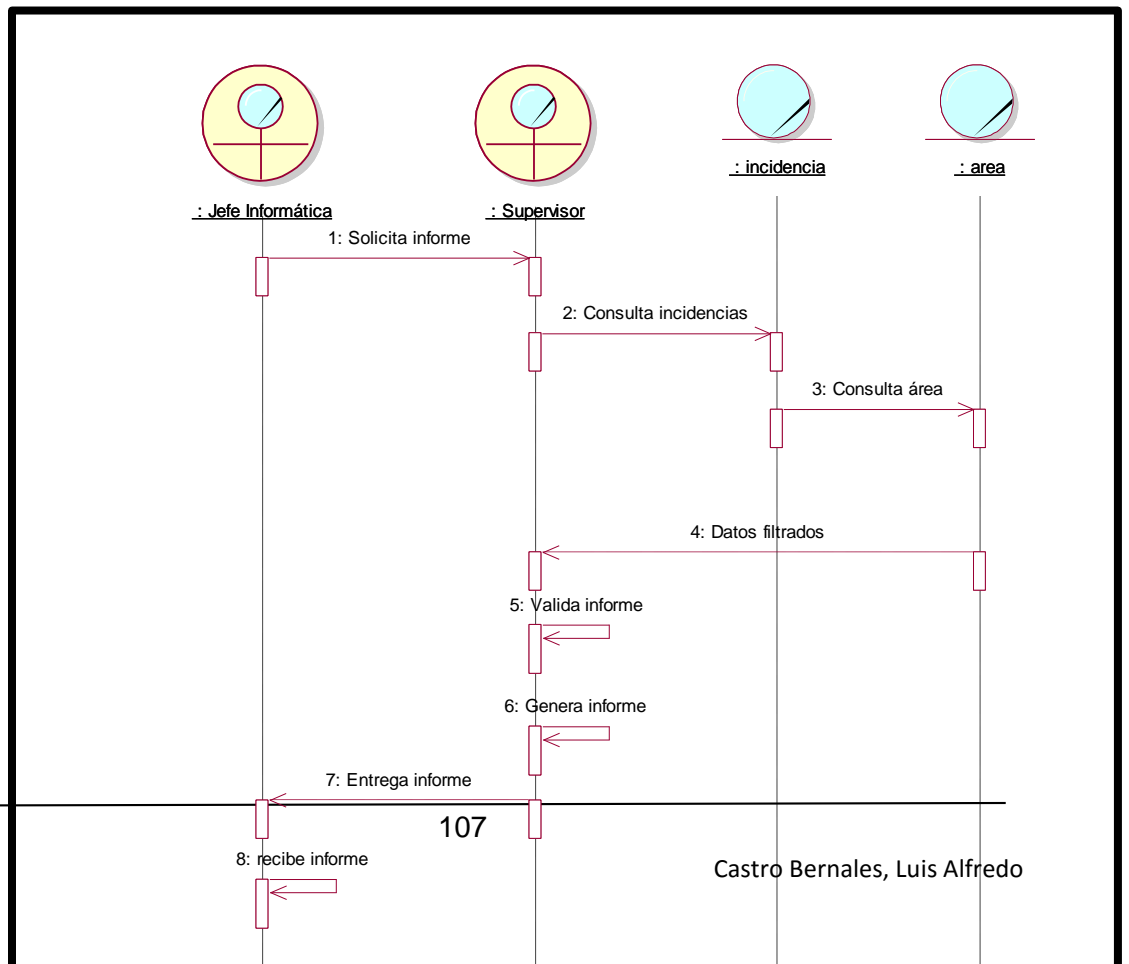 : incidencia
: area
: Jefe Informática
: Supervisor
1: Solicita informe
2: Consulta incidencias
3: Consulta área
4: Datos filtrados
5: Valida informe
6: Genera informe
7: Entrega informe
107
8: recibe informe
Castro Bernales, Luis Alfredo